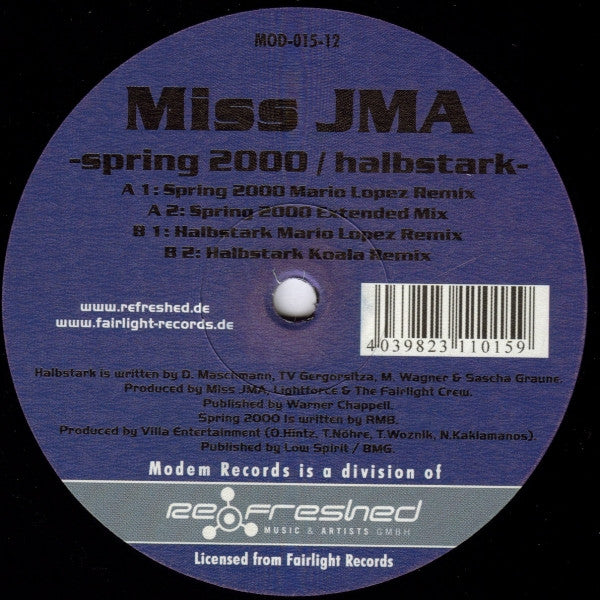 MOD-015-12
Miss JMA
-spring 2000 / halbstark-
A 1: Spring 2000 Mario Lopez Remix
A 2: Spring 2000 Extended Mix
B 1: Halbstark Mario Lopez Remix
B 2: Halbstark Koala Remix
www.refreshed.de
www.fairlight-records.de
4 039823 110159
Halbstark is written by D. Maschmann, TV Gergorsitza, M. Wagner & Sascha Graune.
Produced by Miss JMA, Lightforce & The Fairlight Crew.
Published by Warner Chappell.
Spring 2000 is written by RMB.
Produced by Villa Entertainment (O.Hintz, T.Nöhre, T.Woznik, N.Kaklamanos).
Published by Low Spirit / BMG.
Modem Records is a division of
refreshed
MUSIC & ARTISTS GMBH
Licensed from Fairlight Records